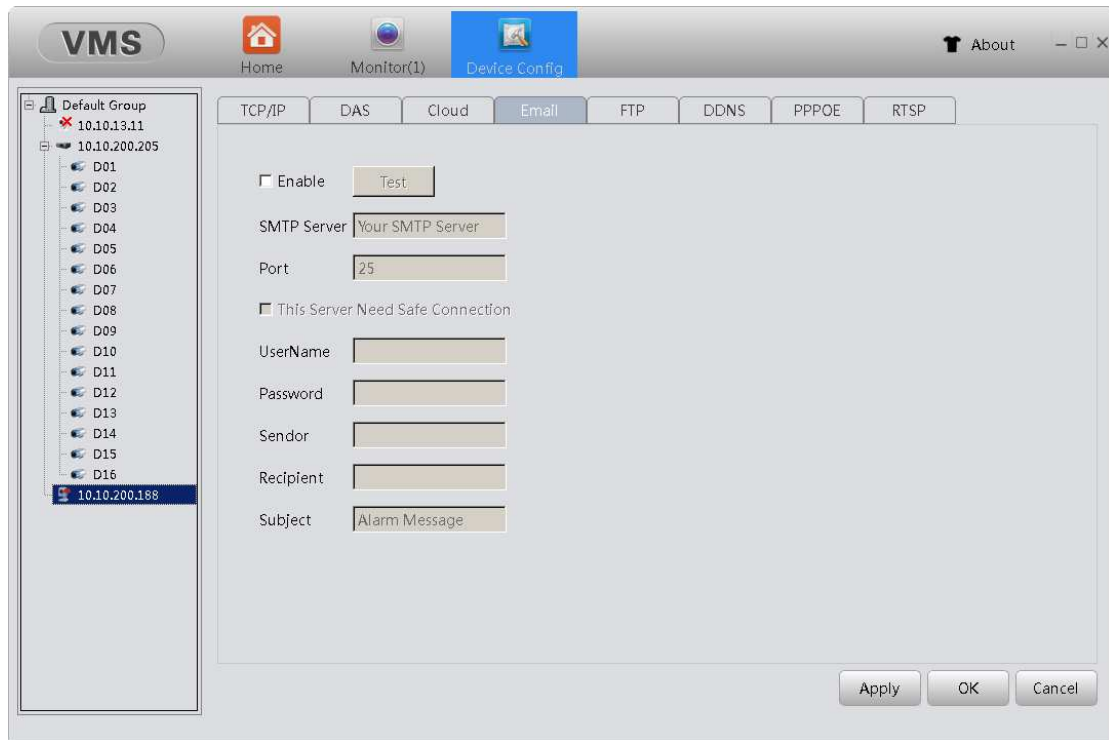 VMS
Home
Monitor(1)
Device Config
About
Default Group
10.10.13.11
10.10.200.205
D01
D02
D03
D04
D05
D06
D07
D08
D09
D10
D11
D12
D13
D14
D15
D16
10.10.200.188
TCP/IP DAS Cloud Email FTP DDNS PPPOE RTSP
Enable Test
SMTP Server Your SMTP Server
Port 25
This Server Need Safe Connection
UserName
Password
Sendor
Recipient
Subject Alarm Message
Apply OK Cancel